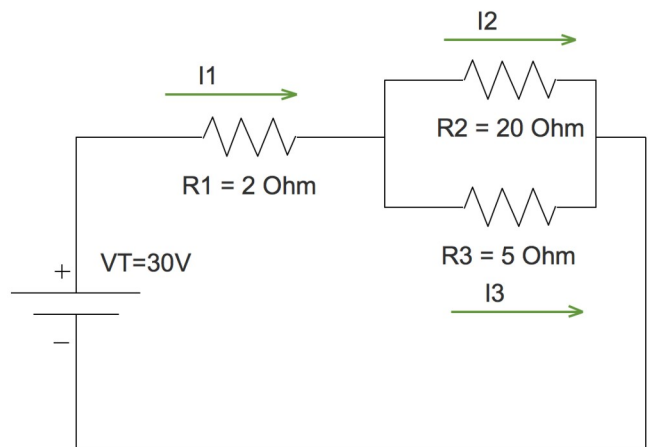 I2
I1
R2 = 20 Ohm
R1 = 2 Ohm
R3 = 5 Ohm
+ VT=30V
I3
−